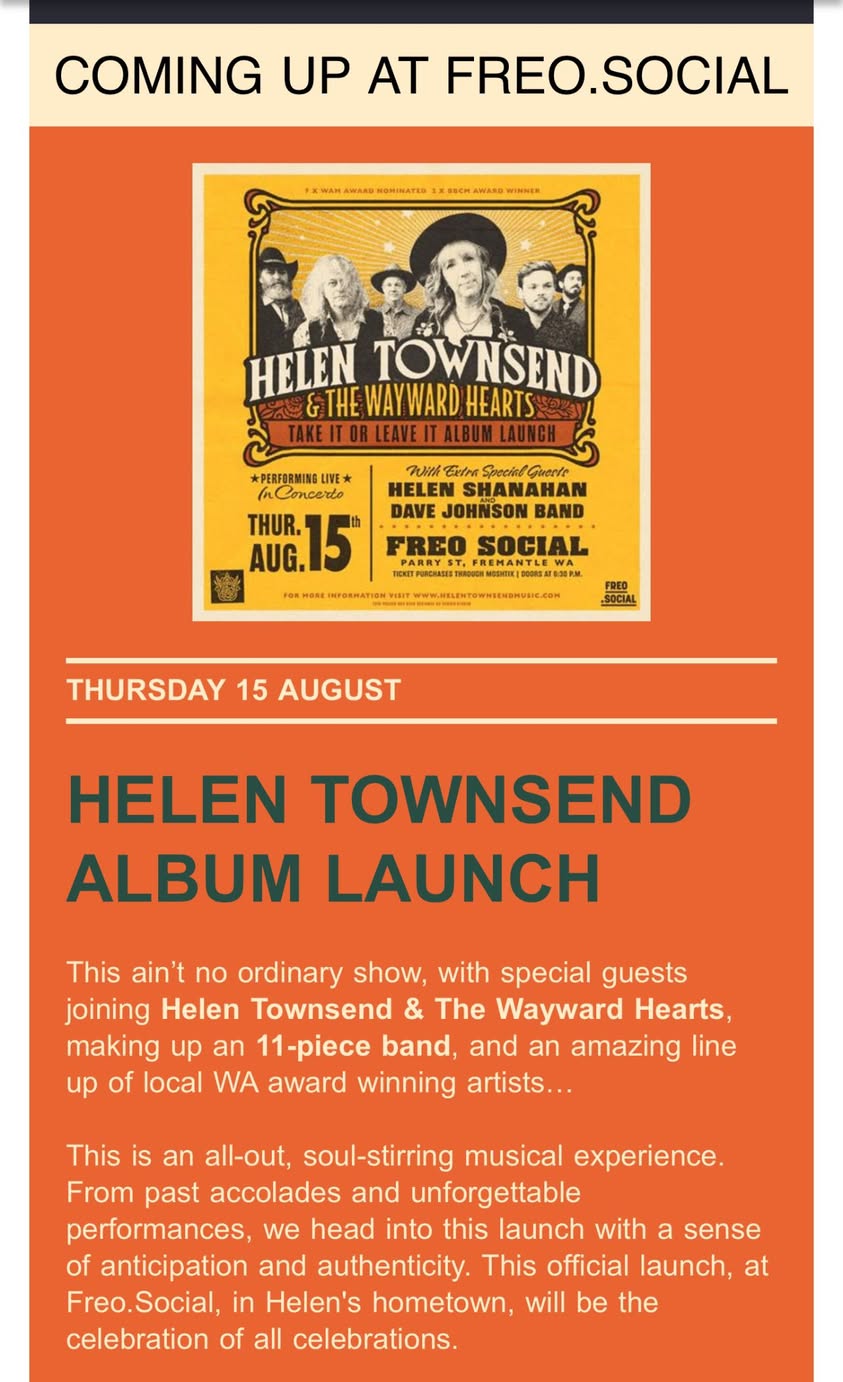 COMING UP AT FREO.SOCIAL
7 X WAM AWARD NOMINATED 2 X BBCM AWARD WINNER
HELEN TOWNSEND
& THE WAYWARD HEARTS
TAKE IT OR LEAVE IT ALBUM LAUNCH
★PERFORMING LIVE★
In Concerto
THUR.
AUG. 15th
With Extra Special Guests
HELEN SHANAHAN
AND
DAVE JOHNSON BAND
FREO SOCIAL
PARRY ST, FREMANTLE WA
TICKET PURCHASES THROUGH MOSHTIX | DOORS AT 6:30 P.M.
FOR MORE INFORMATION VISIT WWW.HELENTOWNSENDMUSIC.COM
FREO
.SOCIAL
THURSDAY 15 AUGUST
HELEN TOWNSEND
ALBUM LAUNCH
This ain’t no ordinary show, with special guests
joining Helen Townsend & The Wayward Hearts,
making up an 11-piece band, and an amazing line
up of local WA award winning artists…
This is an all-out, soul-stirring musical experience.
From past accolades and unforgettable
performances, we head into this launch with a sense
of anticipation and authenticity. This official launch, at
Freo.Social, in Helen's hometown, will be the
celebration of all celebrations.